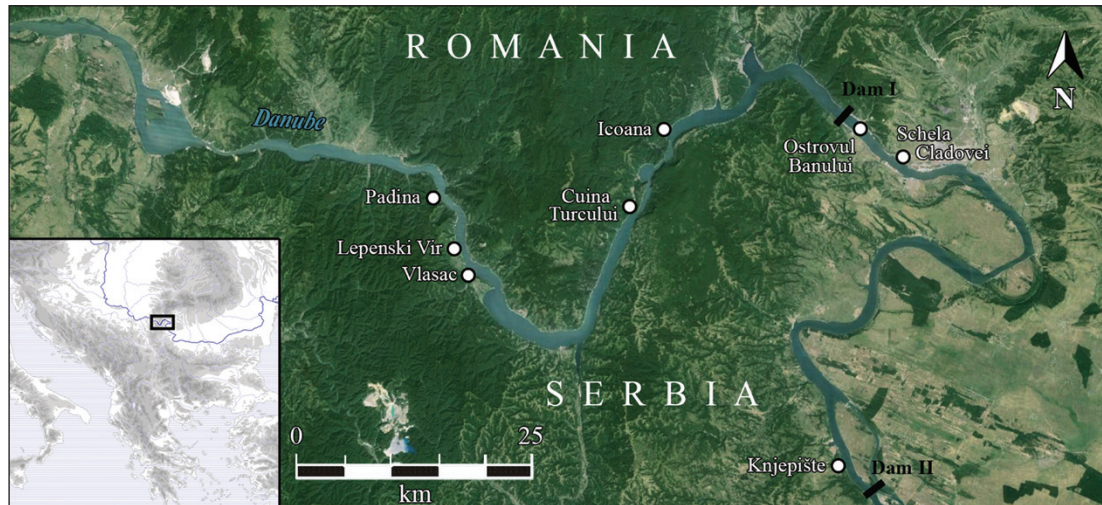 ROMANIA
Danube
Dam I
N
Icoana
Ostrovul
Banului
Schela
Cladovei
Padina
Cuina
Turcului
Lepenski Vir
Vlasac
SERBIA
0 25
km
Knjepište
Dam II